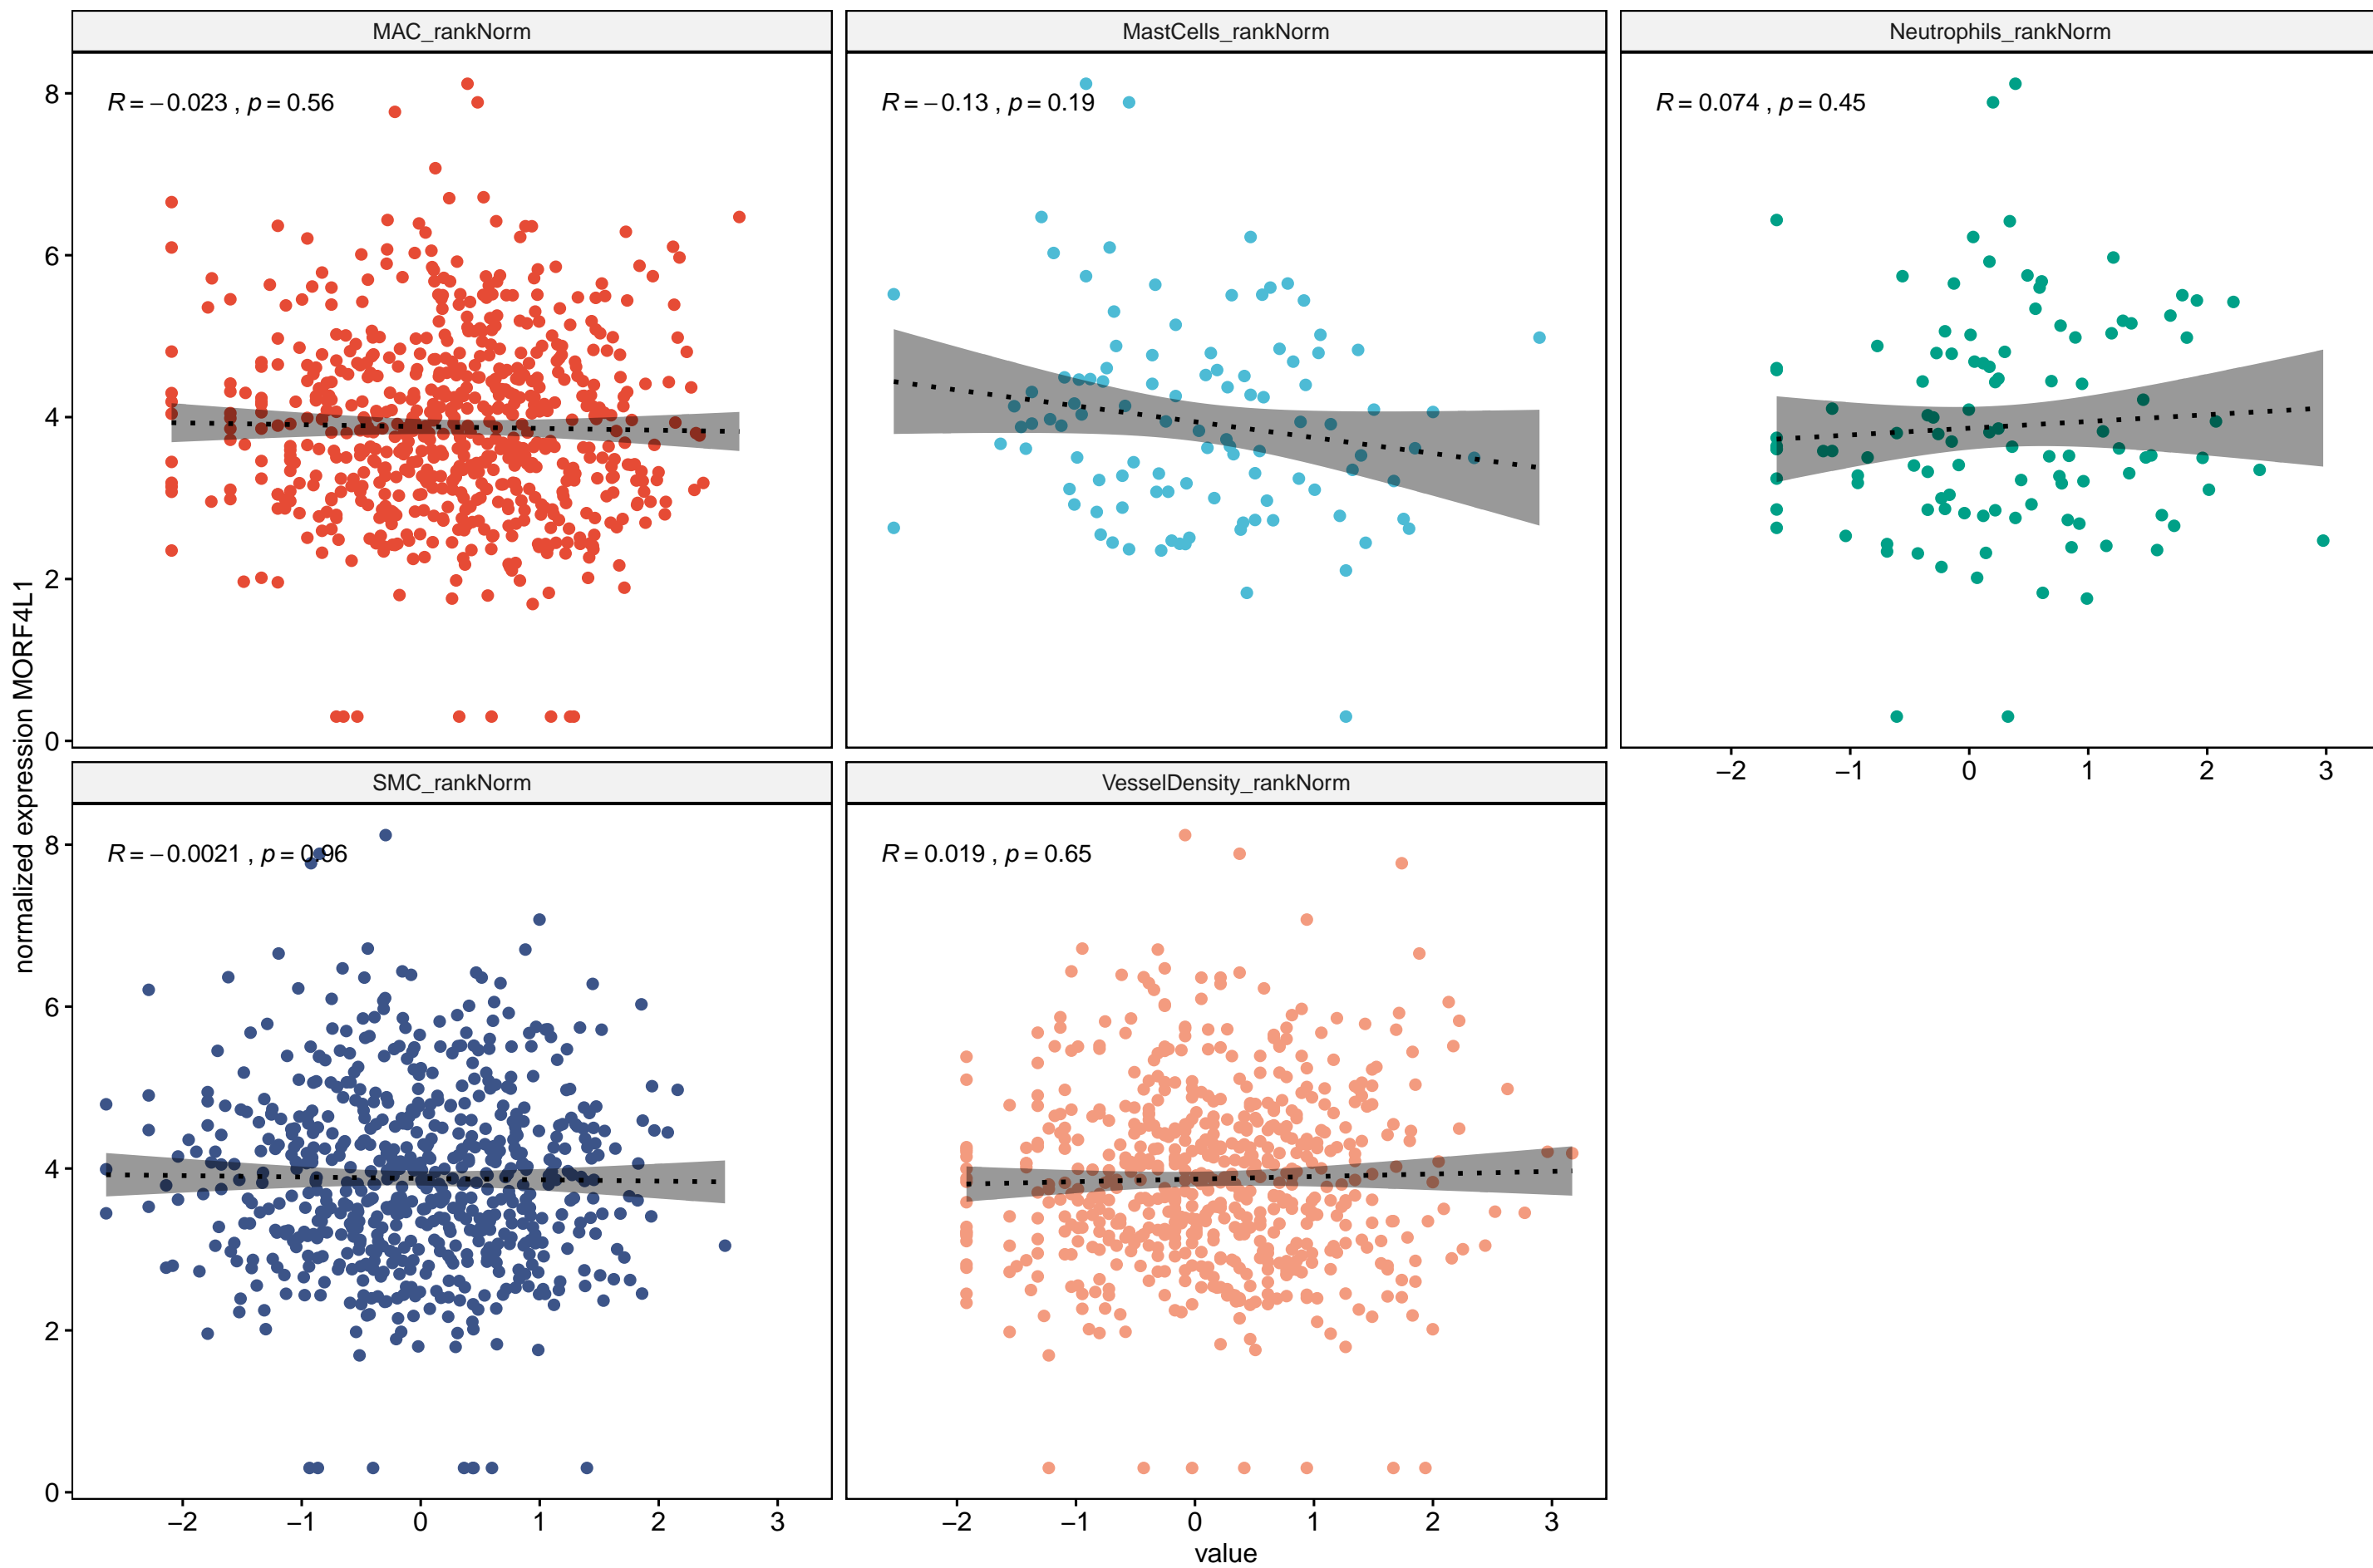 MAC_rankNorm
MastCells_rankNorm
Neutrophils_rankNorm
R = −0.023 , p = 0.56
R = −0.13 , p = 0.19
R = 0.074 , p = 0.45
8
6
4
2
0
−2 −1 0 1 2 3
normalized expression MORF4L1
SMC_rankNorm
VesselDensity_rankNorm
R = −0.0021 , p = 0.96
R = 0.019 , p = 0.65
8
6
4
2
0
−2 −1 0 1 2 3
−2 −1 0 1 2 3
value